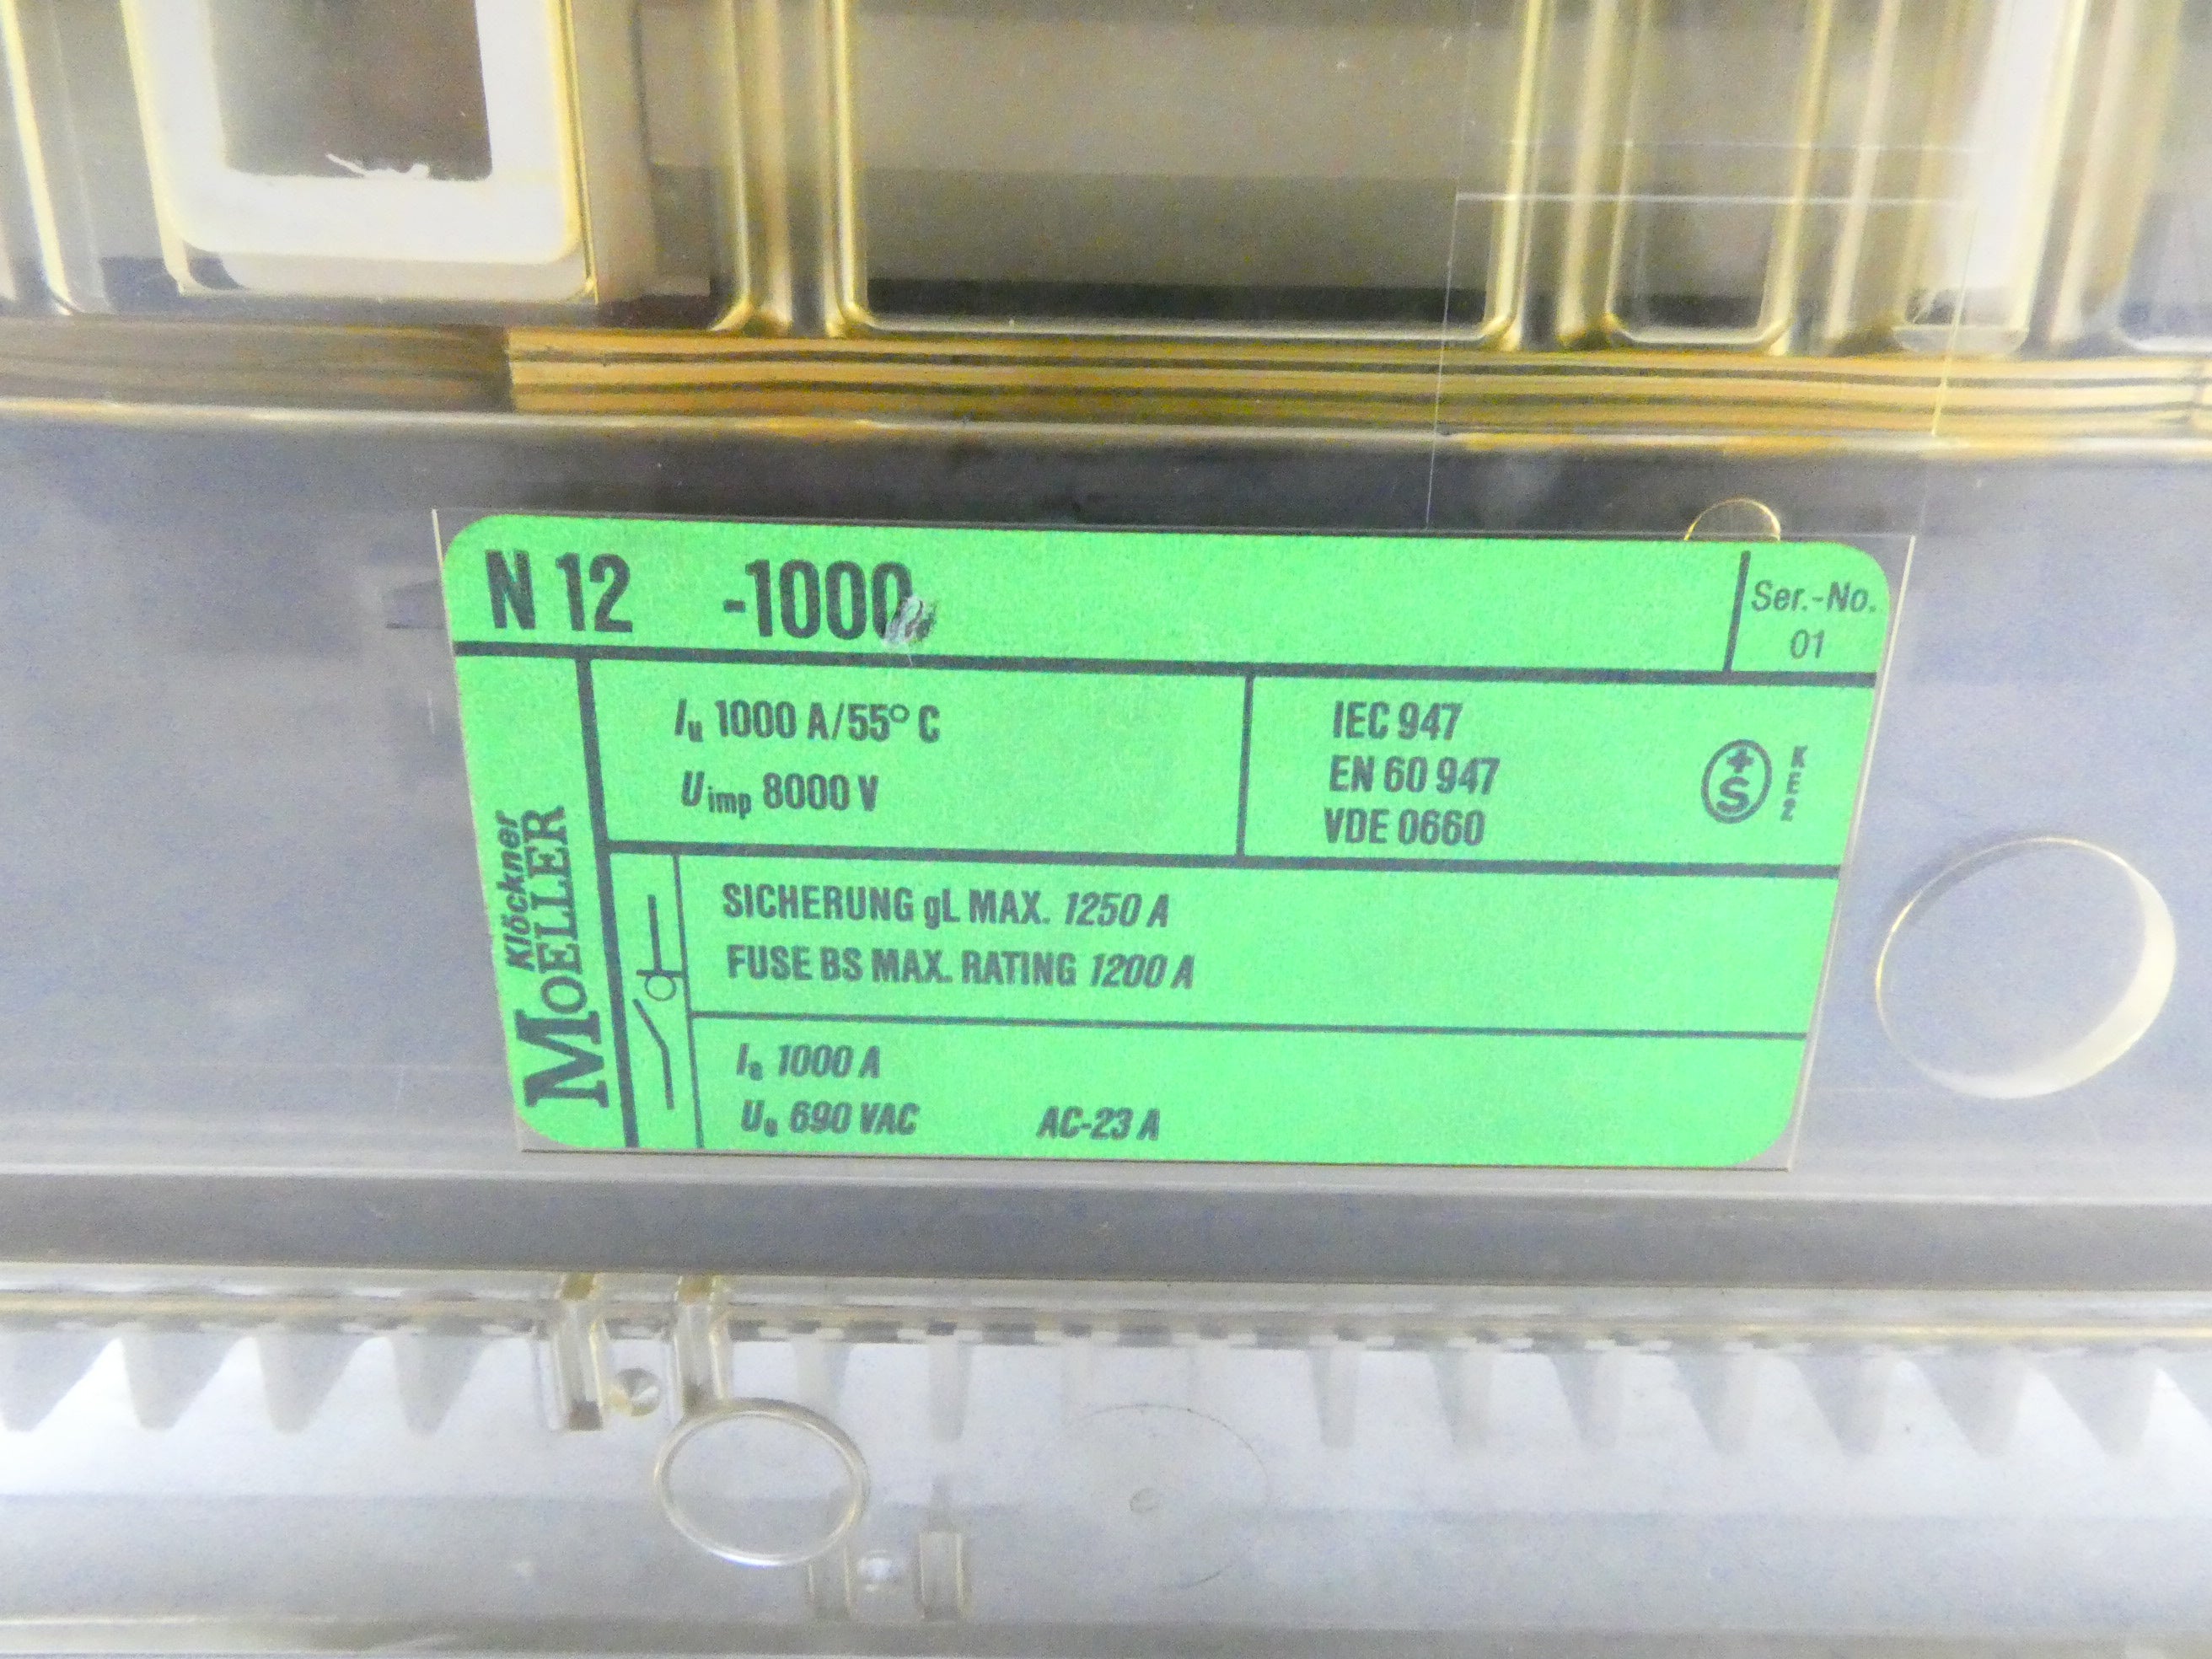 N 12 -1000
Ser.-No.
01
Iu 1000 A/55° C
Uimp 8000 V
IEC 947
EN 60 947
VDE 0660
+S
KE2
Klöckner
MOELLER
SICHERUNG gL MAX. 1250 A
FUSE BS MAX. RATING 1200 A
Ie 1000 A
Ue 690 VAC AC-23 A